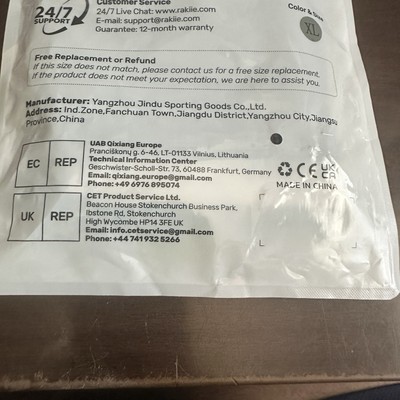 Customer Service
24/7
SUPPORT
24/7 Live Chat: www.rakiie.com
E-mail: support@rakiie.com
Guarantee: 12-month warranty
Color & Size
XL
Free Replacement or Refund
If this size does not match, please contact us for a free size replacement.
If the product does not meet your expectation, we are here to assist you.
Manufacturer: Yangzhou Jindu Sporting Goods Co.,Ltd.
Address: Ind.Zone,Fanchuan Town,Jiangdu District,Yangzhou City,Jiangsu
Province,China
EC REP
UAB Qixiang Europe
Pranciškonų g. 6-46, LT-01133 Vilnius, Lithuania
Technical Information Center
Geschwister-Scholl-Str. 73, 60488 Frankfurt, Germany
Email: qixiang.europe@gmail.com
Phone: +49 6976 895074
CE UK CA
MADE IN CHINA
UK REP
CET Product Service Ltd.
Beacon House Stokenchurch Business Park,
Ibstone Rd, Stokenchurch
High Wycombe HP14 3FE UK
Email: info.cetservice@gmail.com
Phone: +44 741 932 5266